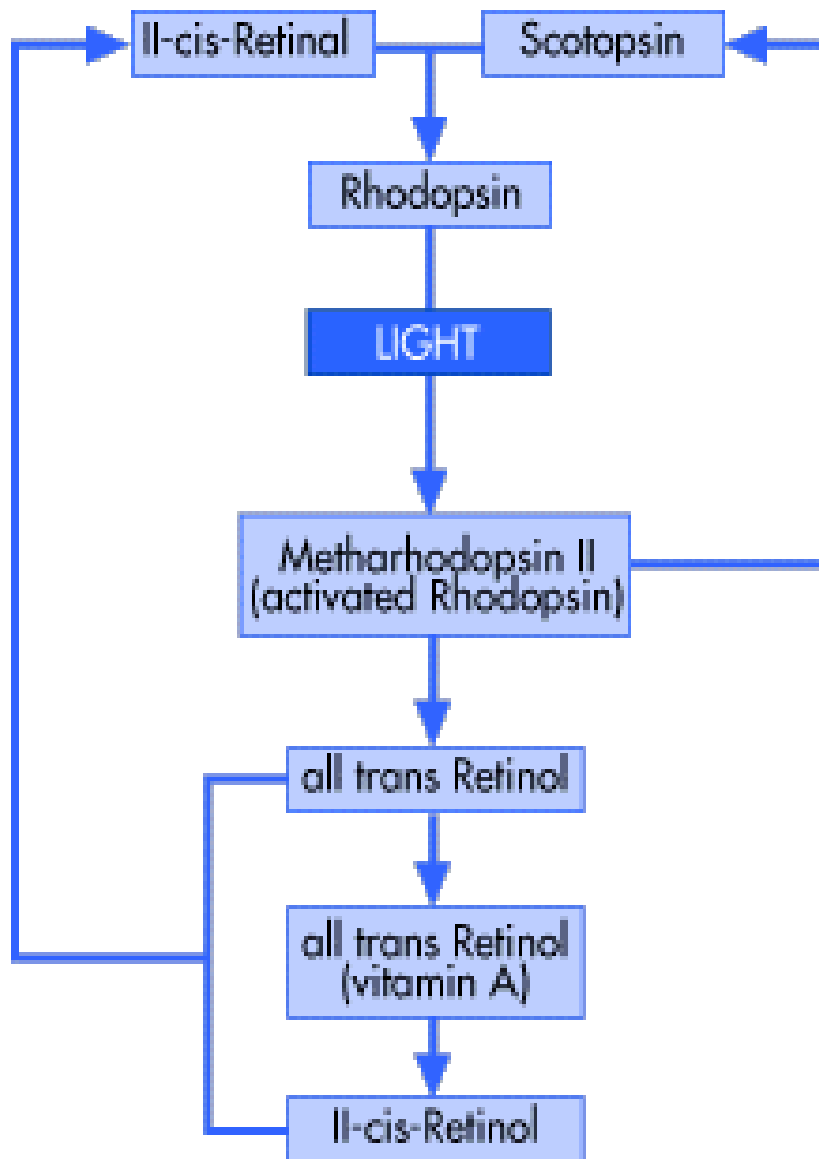 II-cis-Retinal
Scotopsin
Rhodopsin
LIGHT
Metharhodopsin II
(activated Rhodopsin)
all trans Retinol
all trans Retinol
(vitamin A)
II-cis-Retinol